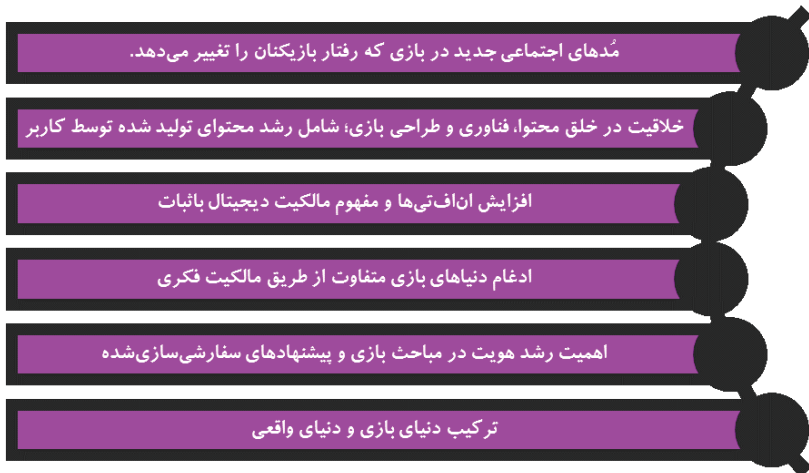 مُدهای اجتماعی جدید در بازی که رفتار بازیکنان را تغییر می‌دهد.
خلاقیت در خلق محتوا، فناوری و طراحی بازی؛ شامل رشد محتوای تولید شده توسط کاربر
افزایش ان‌اف‌تی‌ها و مفهوم مالکیت دیجیتال باثبات
ادغام دنیاهای بازی متفاوت از طریق مالکیت فکری
اهمیت رشد هویت در مباحث بازی و پیشنهادهای سفارشی‌سازی‌شده
ترکیب دنیای بازی و دنیای واقعی